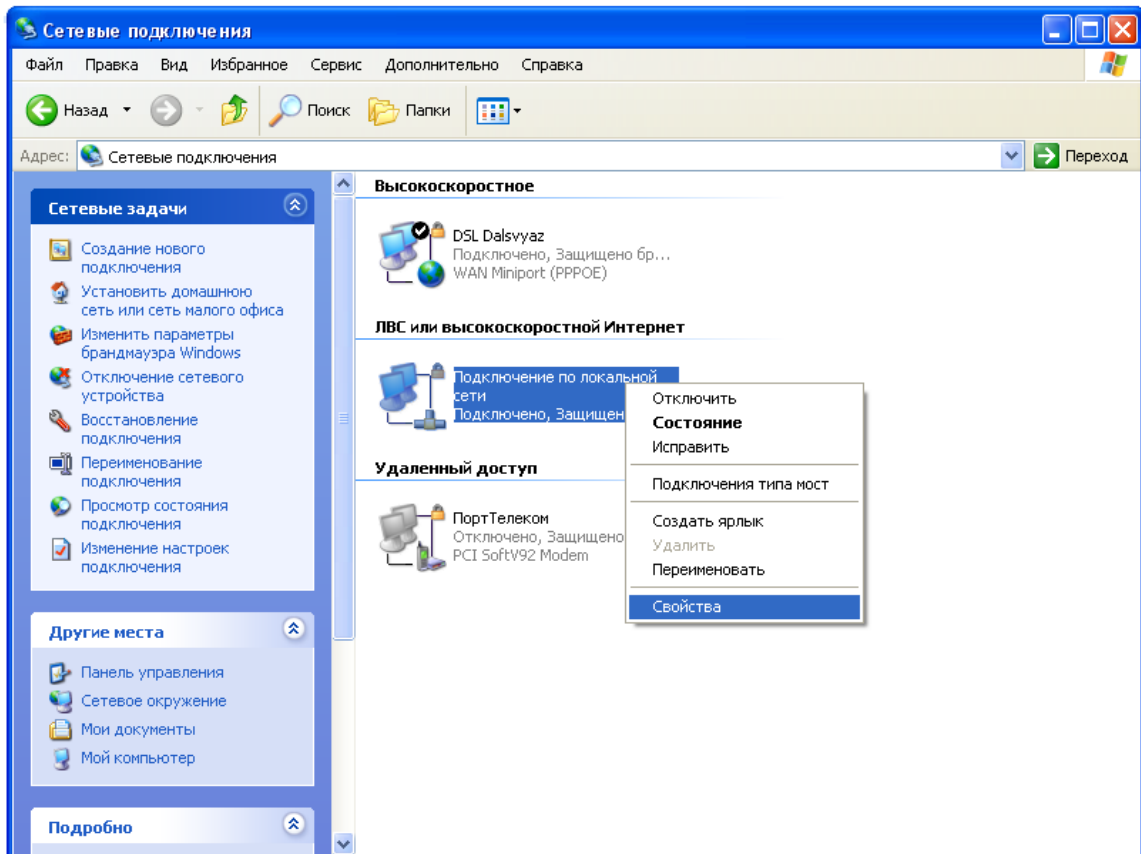 Сетевые подключения
Файл Правка Вид Избранное Сервис Дополнительно Справка
Назад Поиск Папки
Адрес: Сетевые подключения Переход
Сетевые задачи
Создание нового
подключения
Установить домашнюю
сеть или сеть малого офиса
Изменить параметры
брандмауэра Windows
Отключение сетевого
устройства
Восстановление
подключения
Переименование
подключения
Просмотр состояния
подключения
Изменение настроек
подключения
Другие места
Панель управления
Сетевое окружение
Мои документы
Мой компьютер
Подробно
Высокоскоростное
DSL Dalsvyaz
Подключено, Защищено бр...
WAN Miniport (PPPOE)
ЛВС или высокоскоростной Интернет
Подключение по локальной
сети
Подключено, Защищен
Удаленный доступ
ПортТелеком
Отключено, Защищено
PCI SoftV92 Modem
Отключить
Состояние
Исправить
Подключения типа мост
Создать ярлык
Удалить
Переименовать
Свойства